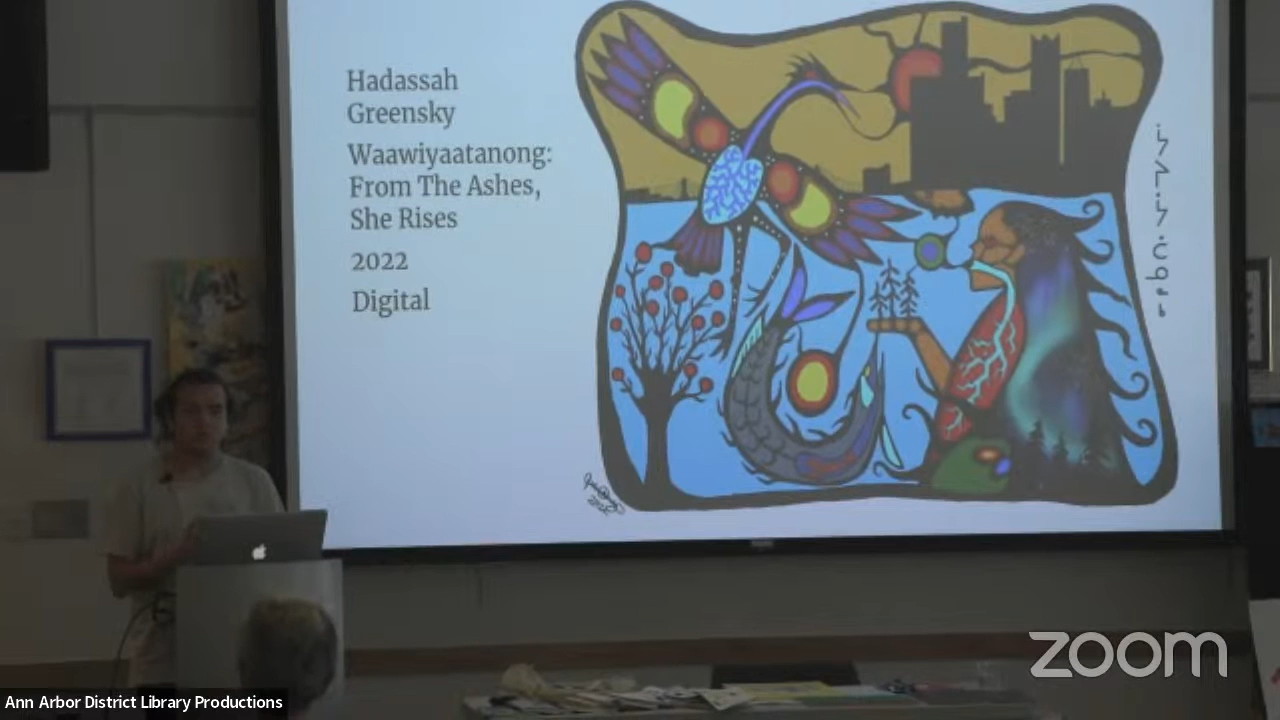 Hadassah
Greensky
Waawiyaatanong:
From The Ashes,
She Rises
2022
Digital
zoom
Ann Arbor District Library Productions